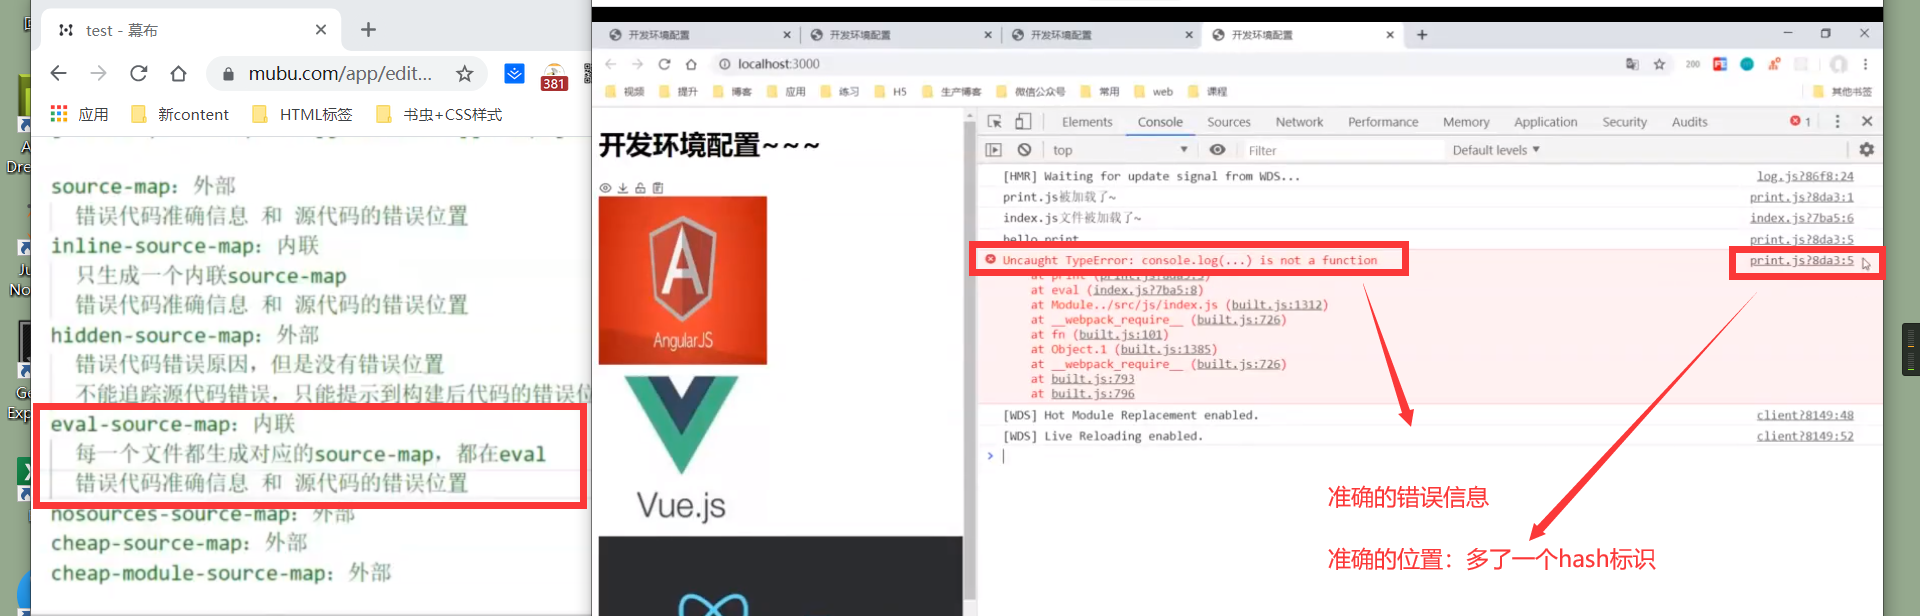 test - 幕布
mubu.com/app/edit...
381
应用
新content
HTML标签
书虫+CSS样式
source-map: 外部
错误代码准确信息 和 源代码的错误位置
inline-source-map: 内联
只生成一个内联source-map
错误代码准确信息 和 源代码的错误位置
hidden-source-map: 外部
错误代码错误原因, 但是没有错误位置
不能追踪源代码错误, 只能提示到构建后代码的错误位
eval-source-map: 内联
每一个文件都生成对应的source-map, 都在eval
错误代码准确信息 和 源代码的错误位置
nosources-source-map: 外部
cheap-source-map: 外部
cheap-module-source-map: 外部
开发环境配置
开发环境配置
开发环境配置
开发环境配置
localhost:3000
200
视频
提升
博客
应用
练习
H5
生产博客
微信公众号
常用
web
课程
其他书签
开发环境配置~~~
AngularJS
Vue.js
Elements
Console
Sources
Network
Performance
Memory
Application
Security
Audits
1
top
Filter
Default levels
[HMR] Waiting for update signal from WDS... log.js?86f8:24
print.js被加载了~ print.js?8da3:1
index.js文件被加载了~ index.js?7ba5:6
hello print print.js?8da3:5
Uncaught TypeError: console.log(...) is not a function print.js?8da3:5
at print (print.js?8da3:5)
at eval (index.js?7ba5:8)
at Module../src/js/index.js (built.js:1312)
at __webpack_require__ (built.js:726)
at fn (built.js:101)
at Object.1 (built.js:1385)
at __webpack_require__ (built.js:726)
at built.js:793
at built.js:796
[WDS] Hot Module Replacement enabled. client?8149:48
[WDS] Live Reloading enabled. client?8149:52
准确的错误信息
准确的位置：多了一个hash标识